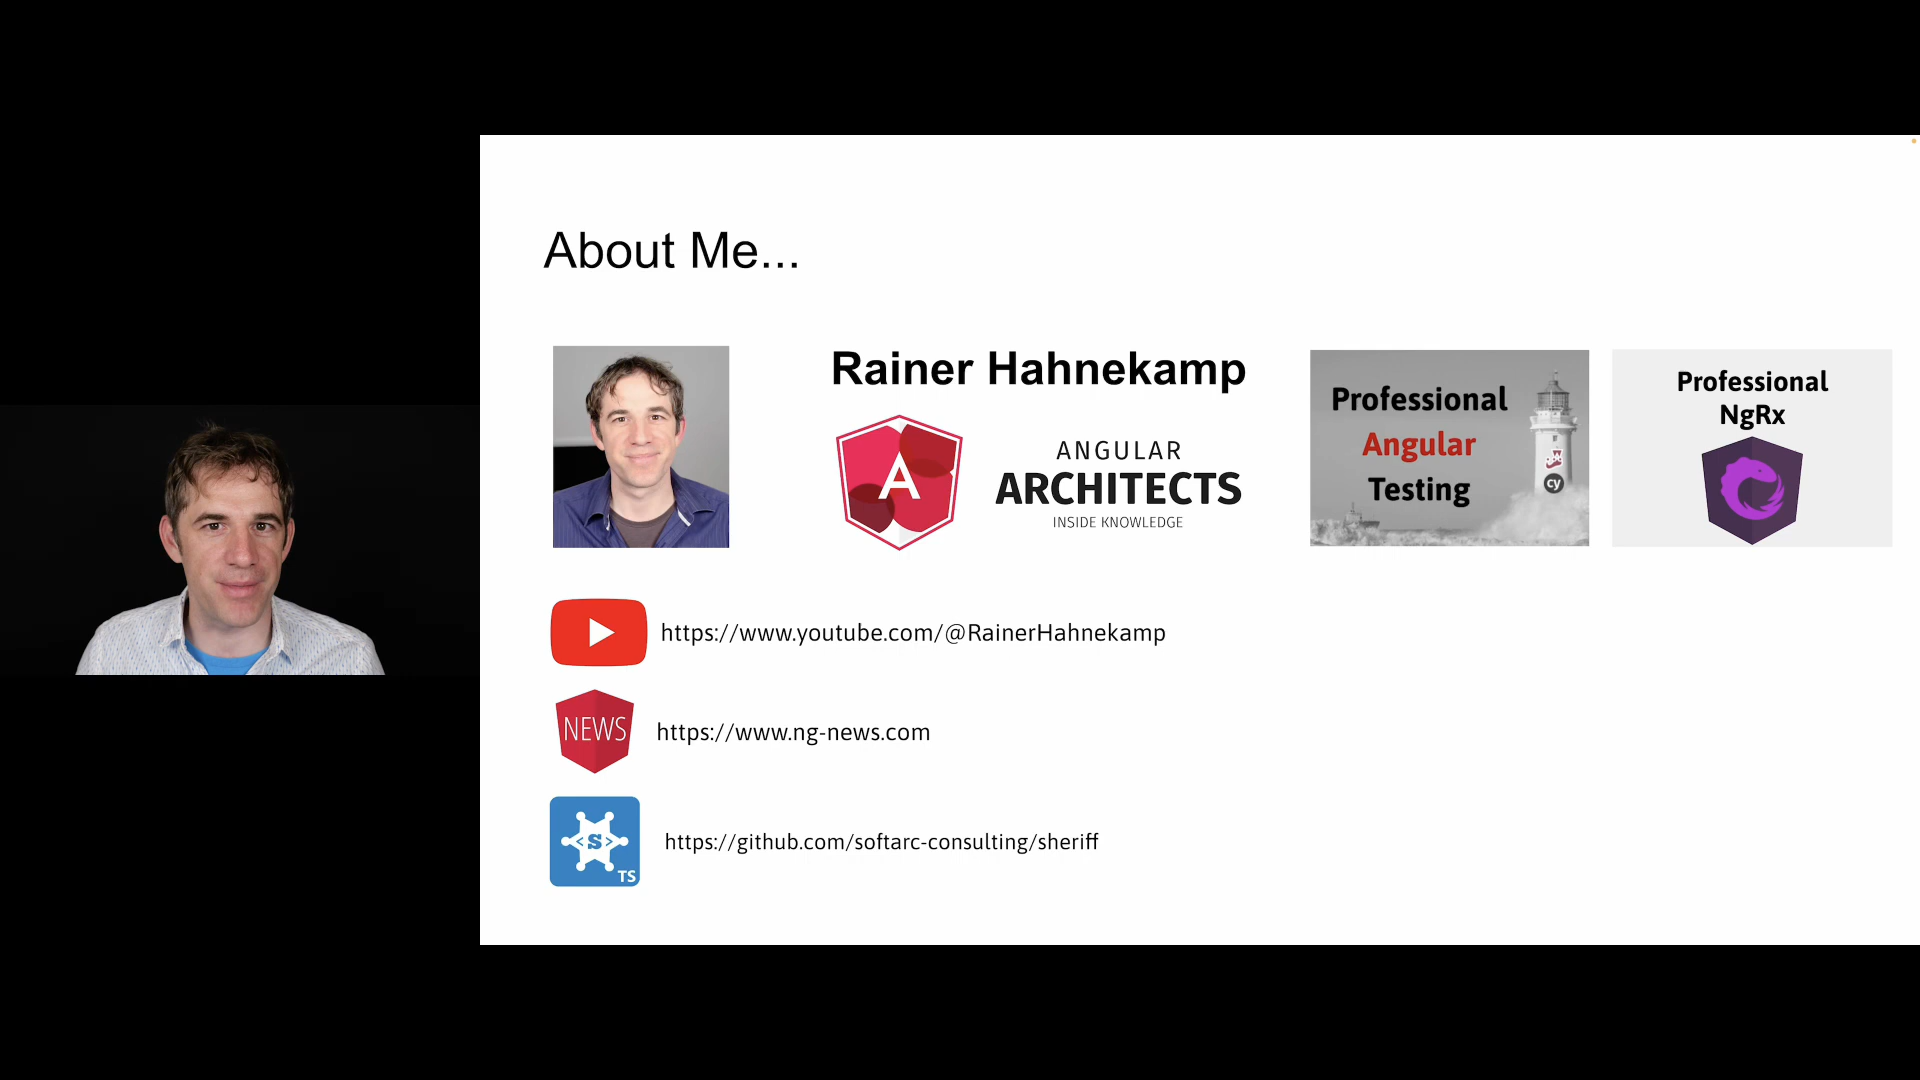 About Me...
Rainer Hahnekamp
A
ANGULAR
ARCHITECTS
INSIDE KNOWLEDGE
Professional
Angular
Testing
cy
Professional
NgRx
https://www.youtube.com/@RainerHahnekamp
NEWS
https://www.ng-news.com
<S>
TS
https://github.com/softarc-consulting/sheriff